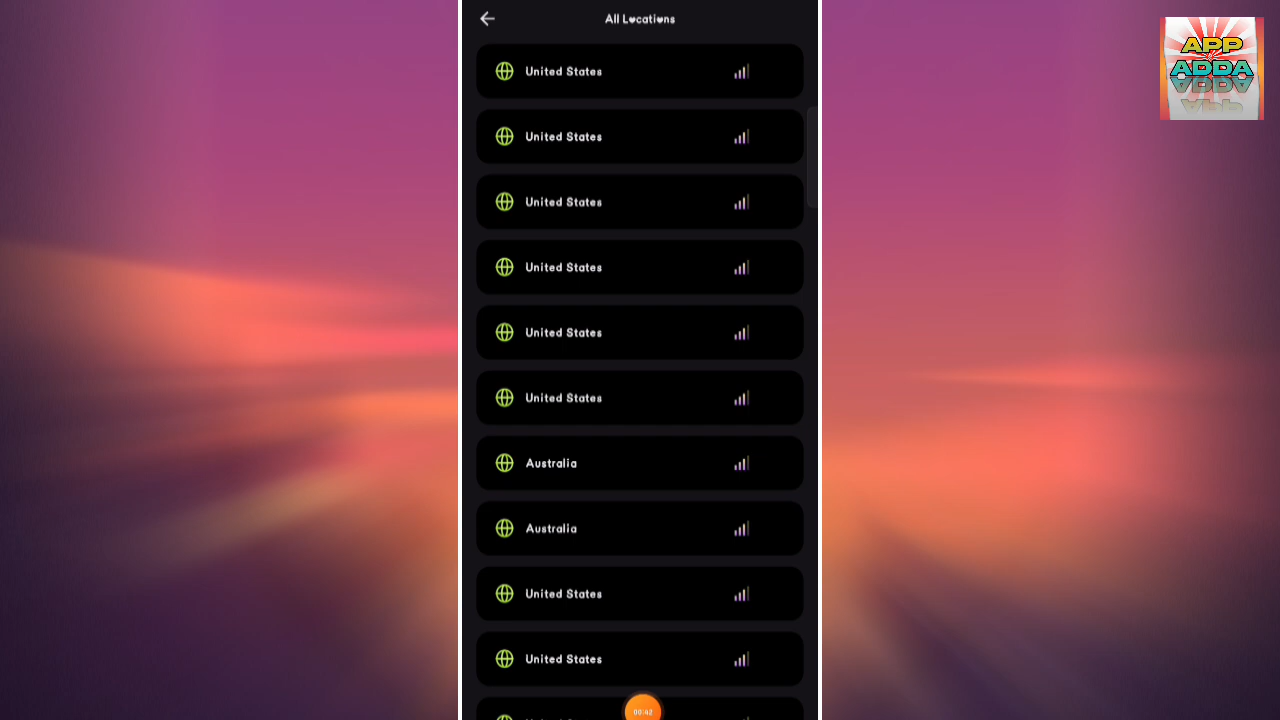 All Locations
United States
United States
United States
United States
United States
United States
Australia
Australia
United States
United States
00:42
APP
ADDA